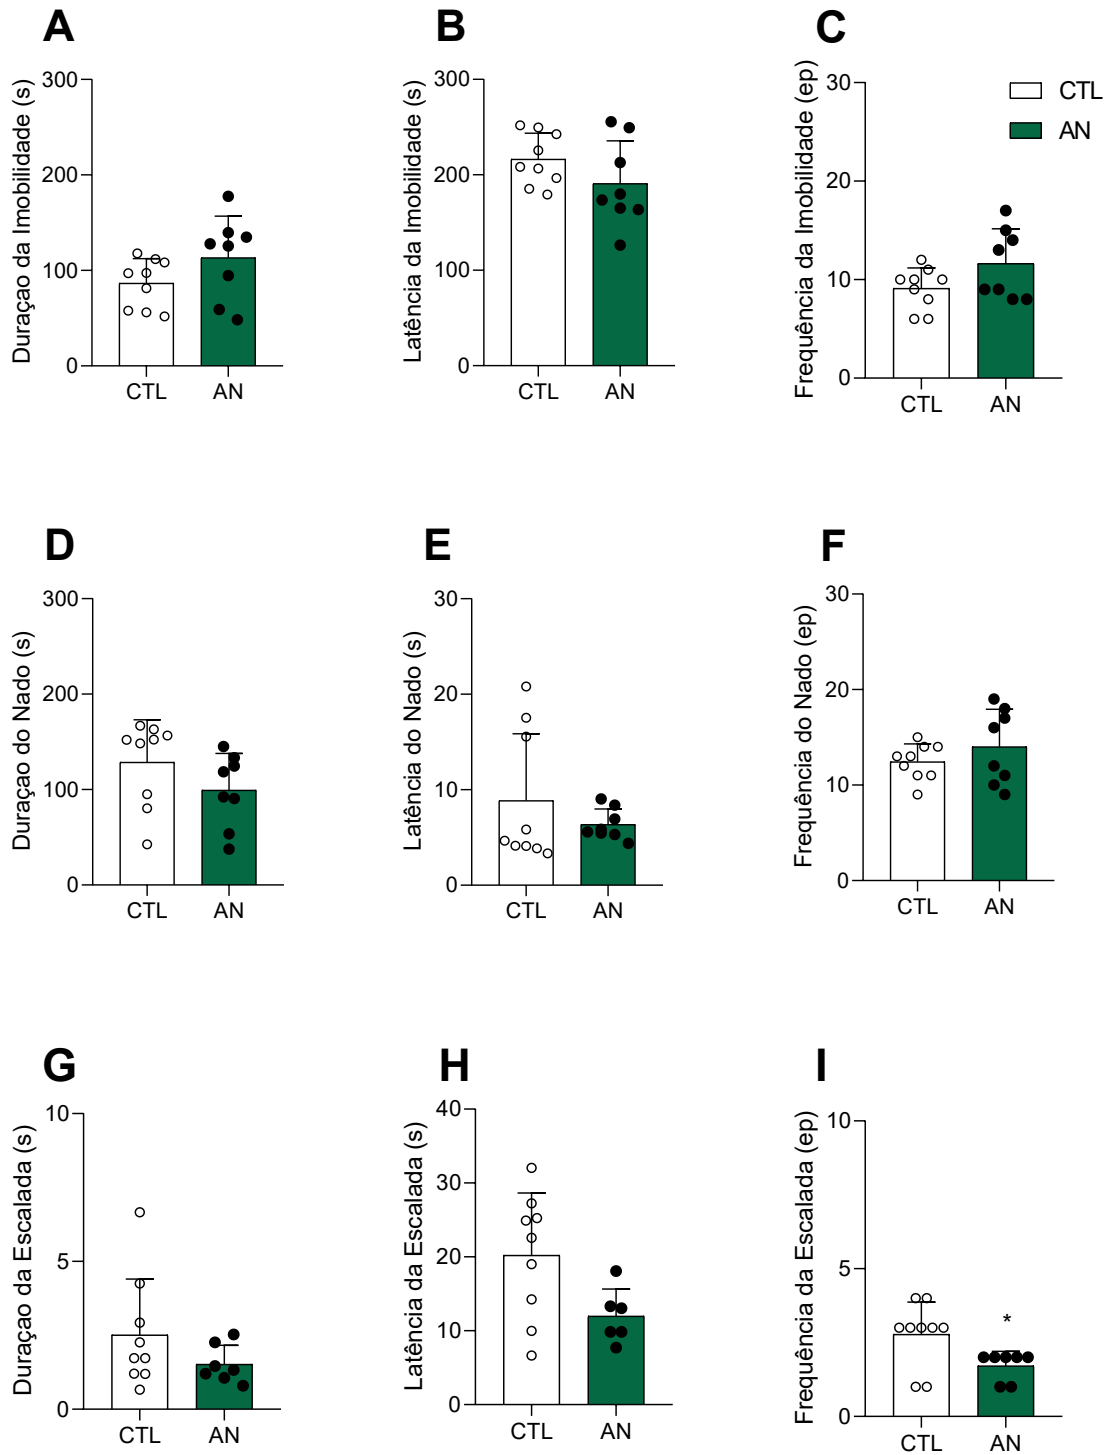 A
Duraçao da Imobilidade (s)
300
200
100
0
CTL
AN
B
Latência da Imobilidade (s)
300
200
100
0
CTL
AN
C
Frequência da Imobilidade (ep)
30
20
10
0
CTL
AN
CTL
AN
D
Duraçao do Nado (s)
300
200
100
0
CTL
AN
E
Latência do Nado (s)
30
20
10
0
CTL
AN
F
Frequência do Nado (ep)
30
20
10
0
CTL
AN
G
Duraçao da Escalada (s)
10
5
0
CTL
AN
H
Latência da Escalada (s)
40
30
20
10
0
CTL
AN
I
Frequência da Escalada (ep)
10
5
0
*
CTL
AN